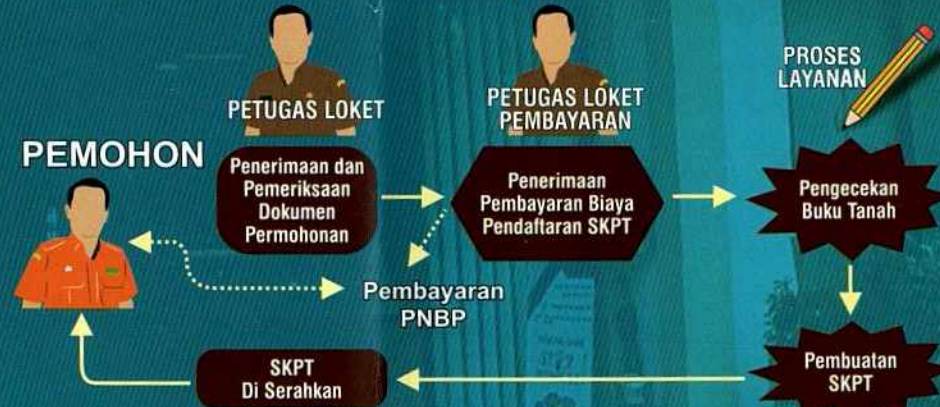 PETUGAS LOKET
PETUGAS LOKET
PEMBAYARAN
PROSES
LAYANAN
PEMOHON
Penerimaan dan
Pemeriksaan
Dokumen
Permohonan
Penerimaan
Pembayaran Biaya
Pendaftaran SKPT
Pengecekan
Buku Tanah
Pembayaran
PNBP
SKPT
Di Serahkan
Pembuatan
SKPT